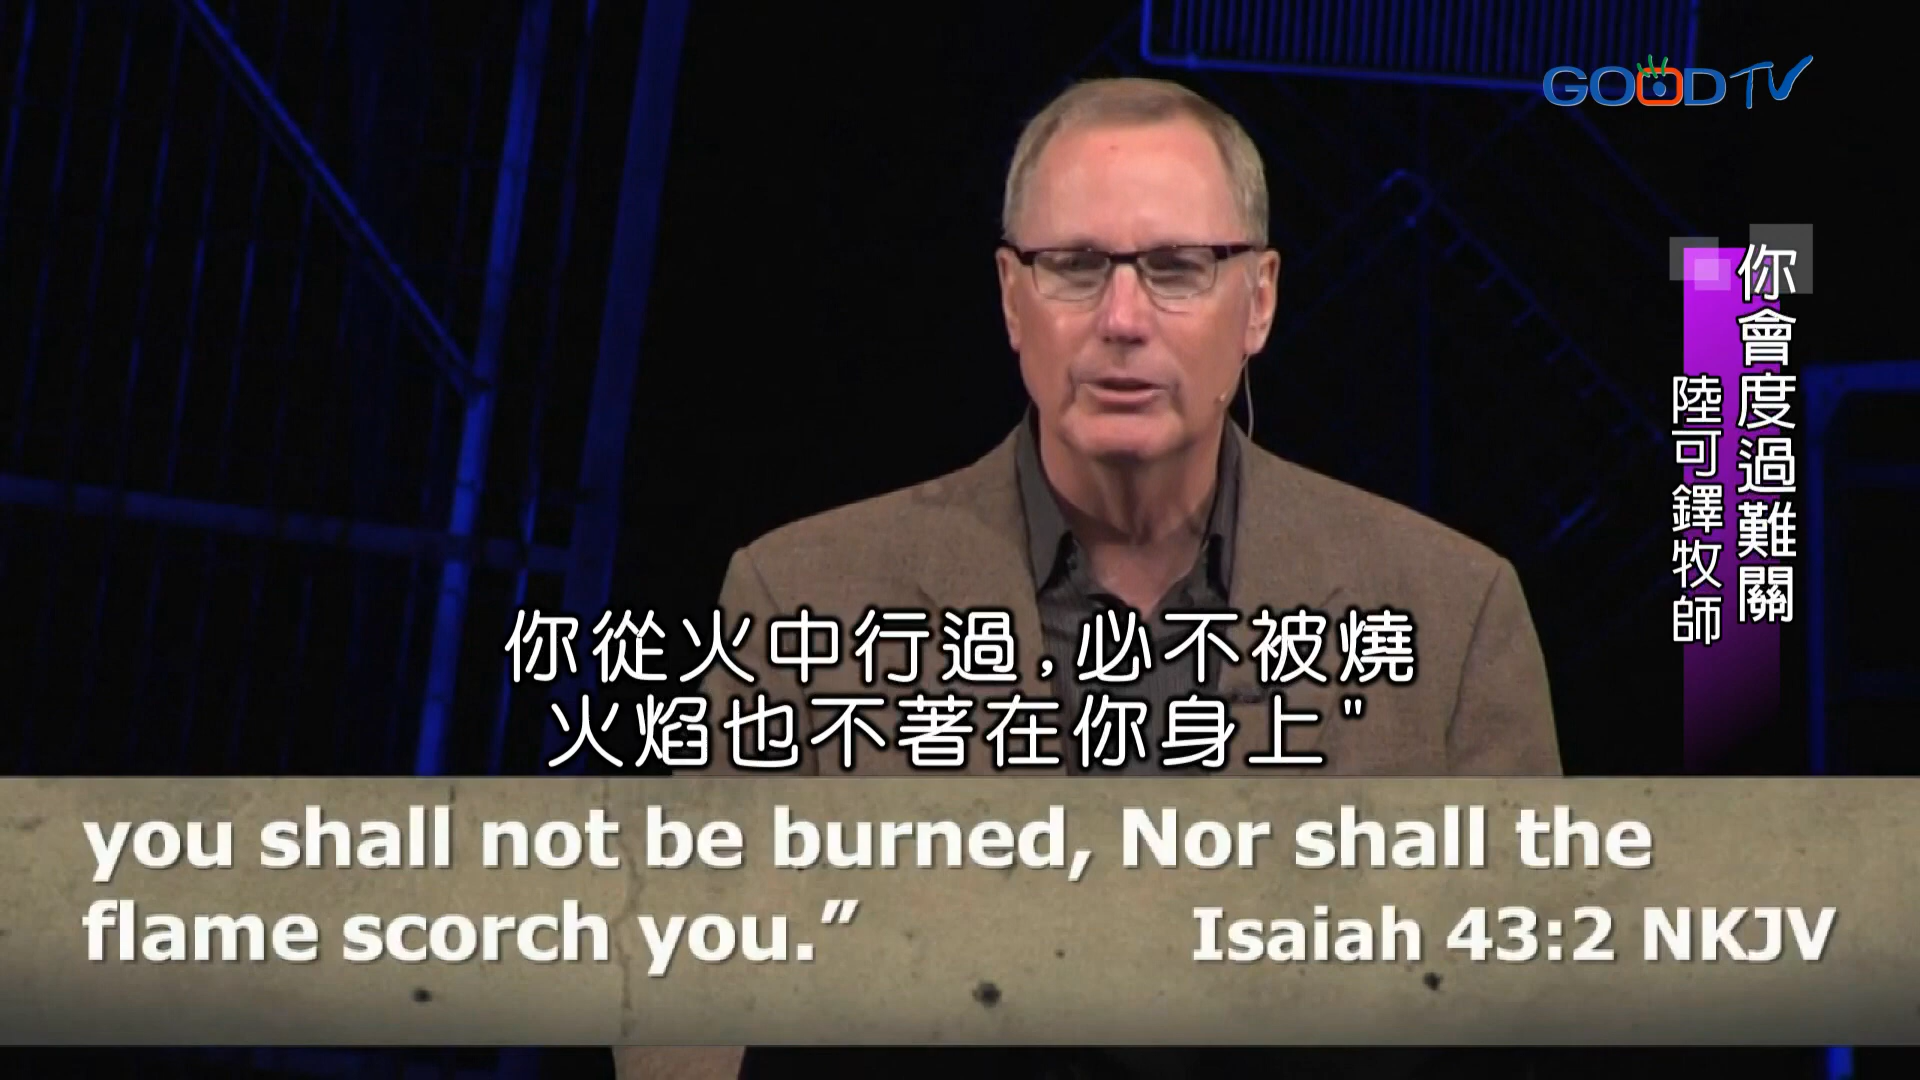 GOOD TV
你會度過難關
陸可鐸牧師
你從火中行過,必不被燒
火焰也不著在你身上"
you shall not be burned, Nor shall the
flame scorch you.” Isaiah 43:2 NKJV